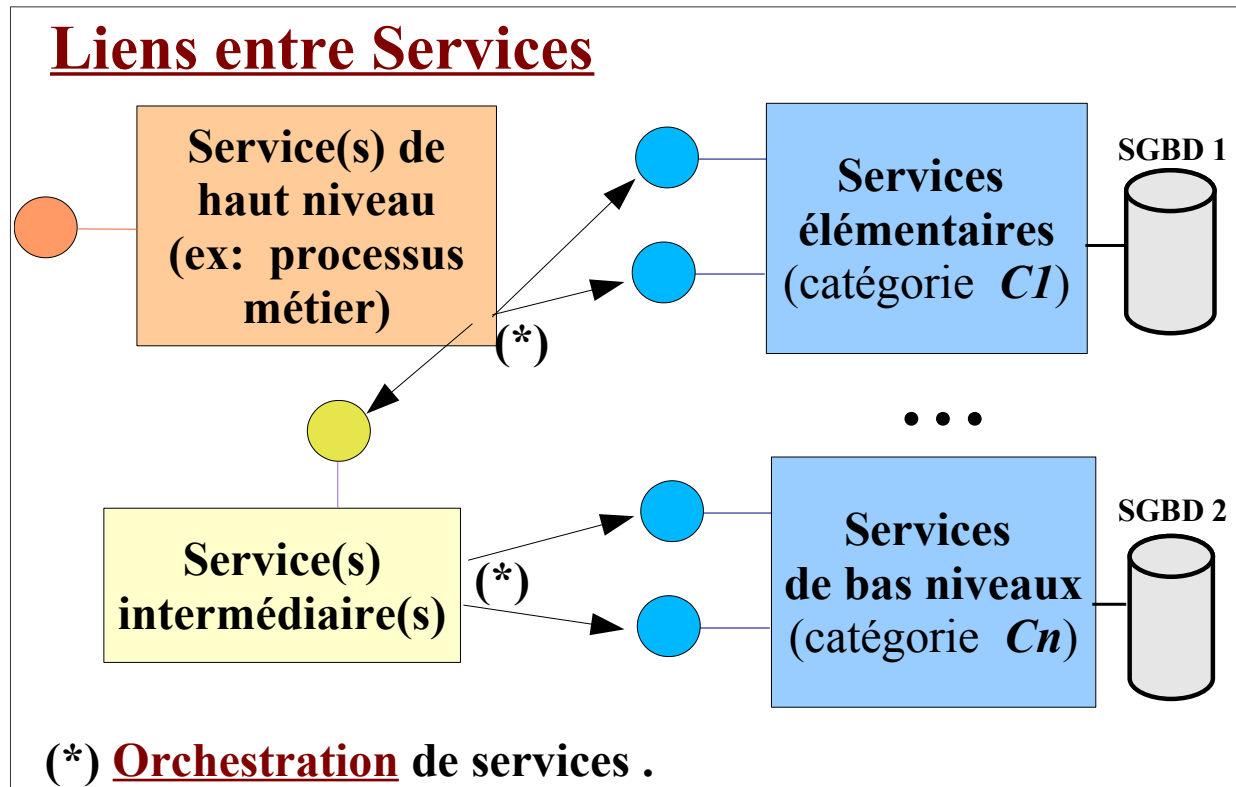 Liens entre Services
Service(s) de
haut niveau
(ex: processus
métier)
(*)
Services
élémentaires
(catégorie C1)
SGBD 1
• • •
Service(s)
intermédiaire(s)
(*)
Services
de bas niveaux
(catégorie Cn)
SGBD 2
(*) Orchestration de services .